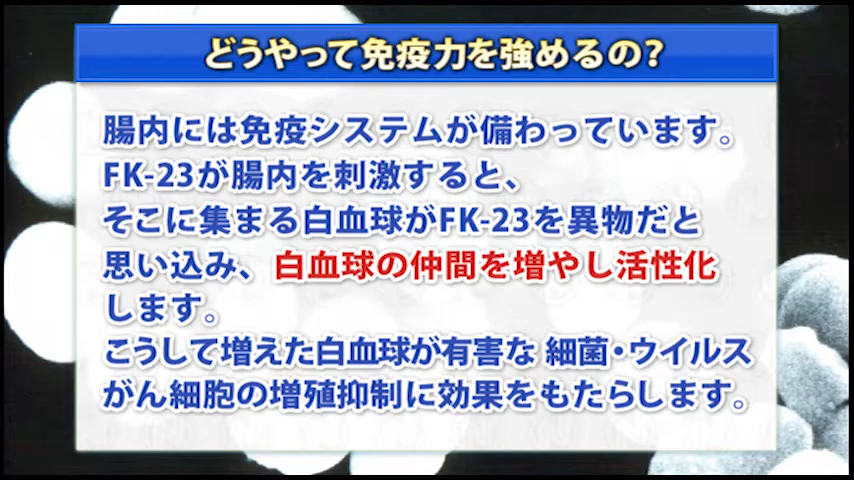 どうやって免疫力を強めるの?
腸内には免疫システムが備わっています。
FK-23が腸内を刺激すると、
そこに集まる白血球がFK-23を異物だと
思い込み、白血球の仲間を増やし活性化
します。
こうして増えた白血球が有害な 細菌・ウイルス
がん細胞の増殖抑制に効果をもたらします。